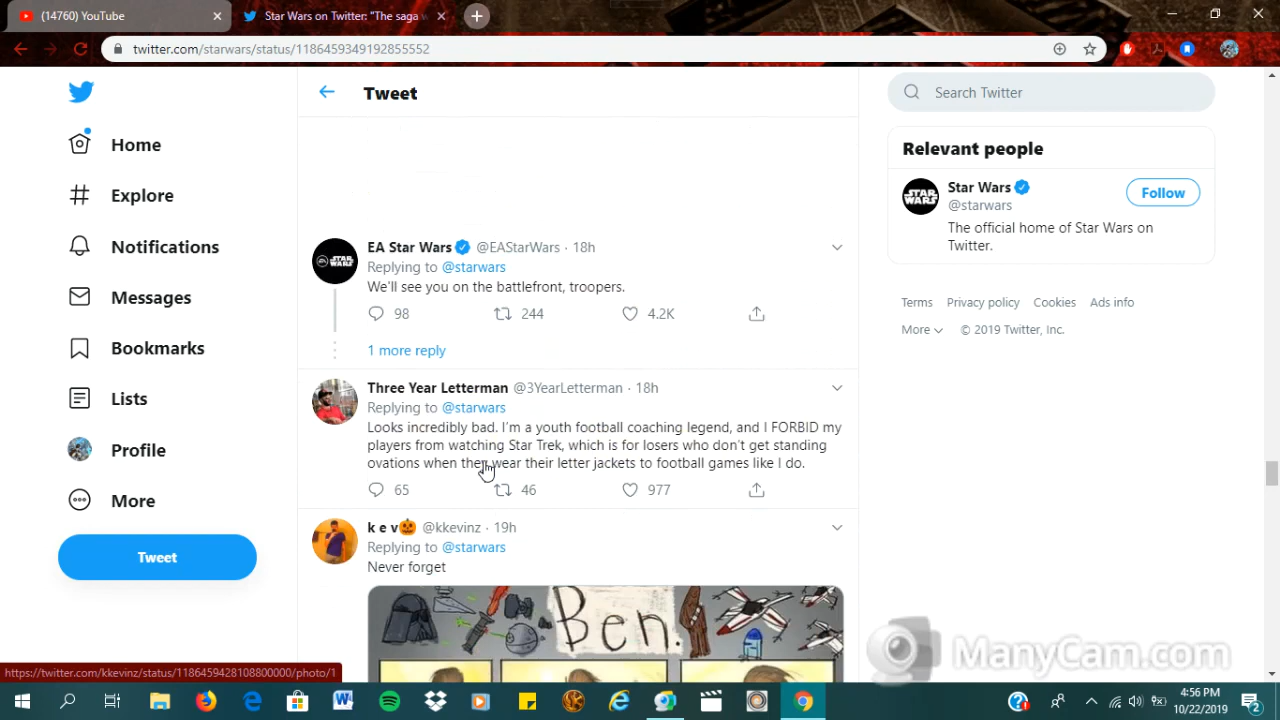 (14760) YouTube
Star Wars on Twitter: "The saga w
twitter.com/starwars/status/1186459349192855552
Home
Explore
Notifications
Messages
Bookmarks
Lists
Profile
More
Tweet
Tweet
EA Star Wars @EAStarWars · 18h
Replying to @starwars
We'll see you on the battlefront, troopers.
98 244 4.2K
1 more reply
Three Year Letterman @3YearLetterman · 18h
Replying to @starwars
Looks incredibly bad. I'm a youth football coaching legend, and I FORBID my
players from watching Star Trek, which is for losers who don't get standing
ovations when they wear their letter jackets to football games like I do.
65 46 977
k e v🎃 @kkevinz · 19h
Replying to @starwars
Never forget
Ben.
Search Twitter
Relevant people
STAR WARS
Star Wars
@starwars
Follow
The official home of Star Wars on
Twitter.
Terms Privacy policy Cookies Ads info
More © 2019 Twitter, Inc.
ManyCam.com
https://twitter.com/kkevinz/status/1186459428108800000/photo/1
4:56 PM
10/22/2019
2